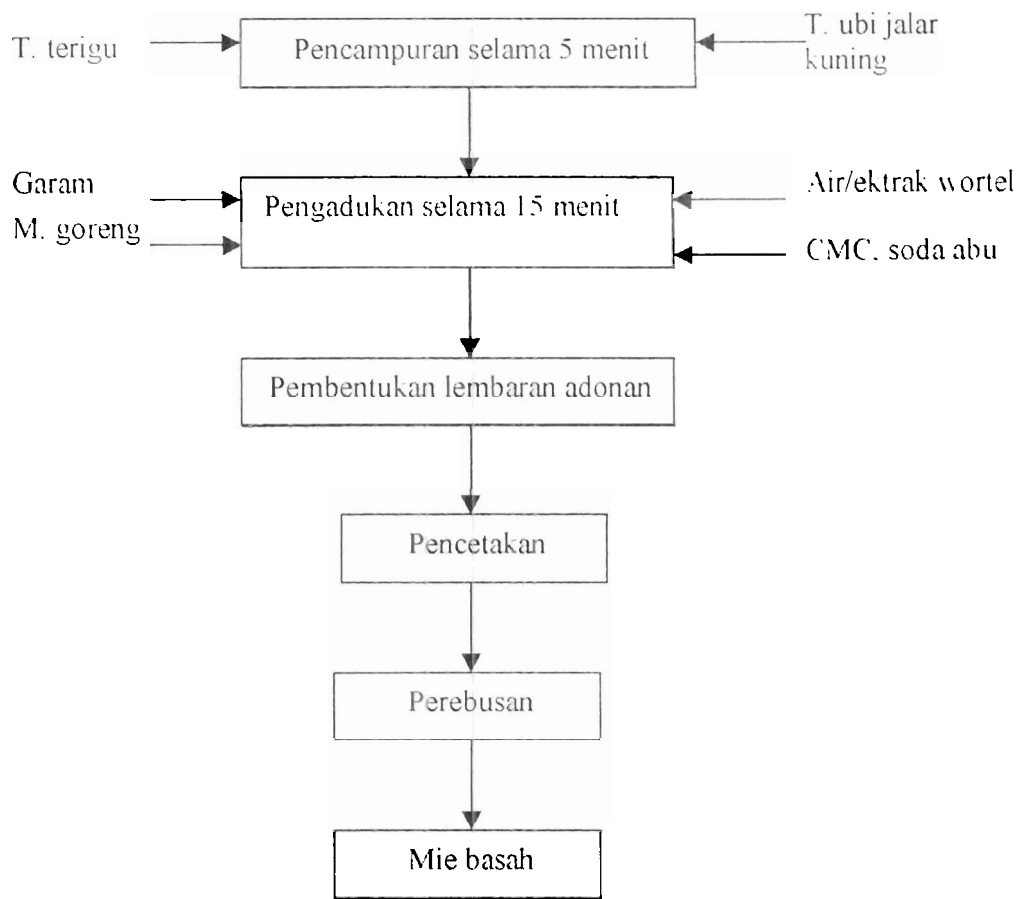 T. terigu
Pencampuran selama 5 menit
T. ubi jalar
kuning
Garam
M. goreng
Pengadukan selama 15 menit
Air/ektrak wortel
CMC. soda abu
Pembentukan lembaran adonan
Pencetakan
Perebusan
Mie basah